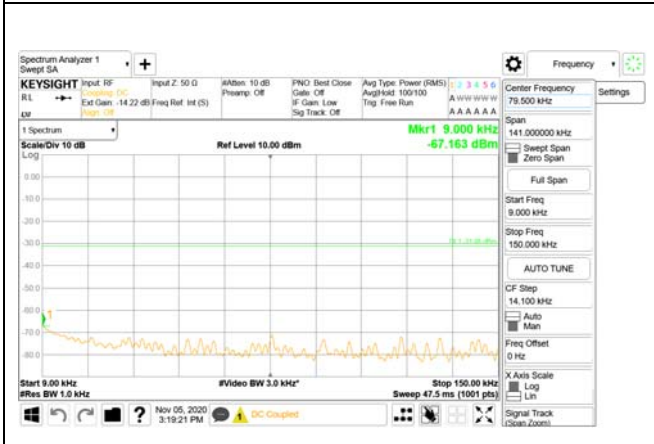 Spectrum Analyzer 1
Swept SA
+
Frequency
KEYSIGHT
RL
Input: RF
Coupling: DC
Ext Gain: -14.22 dB
Align: Off
Input Z: 50 Ω
Freq Ref: Int (S)
#Atten: 10 dB
Preamp: Off
PNO: Best Close
Gate: Off
IF Gain: Low
Sig Track: Off
Avg Type: Power (RMS)
Avg|Hold: 100/100
Trig: Free Run
1 2 3 4 5 6
A W W W W W
A A A A A A
1 Spectrum
Scale/Div 10 dB
Log
Ref Level 10.00 dBm
Mkr1 9.000 kHz
-67.163 dBm
0.00
-10.0
-20.0
-30.0
-40.0
-50.0
-60.0
-70.0
-80.0
1
Start 9.00 kHz
#Res BW 1.0 kHz
#Video BW 3.0 kHz*
Stop 150.00 kHz
Sweep 47.5 ms (1001 pts)
Nov 05, 2020
3:19:21 PM
DC Coupled
Center Frequency
79.500 kHz
Settings
Span
141.000000 kHz
Swept Span
Zero Span
Full Span
Start Freq
9.000 kHz
Stop Freq
150.000 kHz
AUTO TUNE
CF Step
14.100 kHz
Auto
Man
Freq Offset
0 Hz
X Axis Scale
Log
Lin
Signal Track
(Span Zoom)